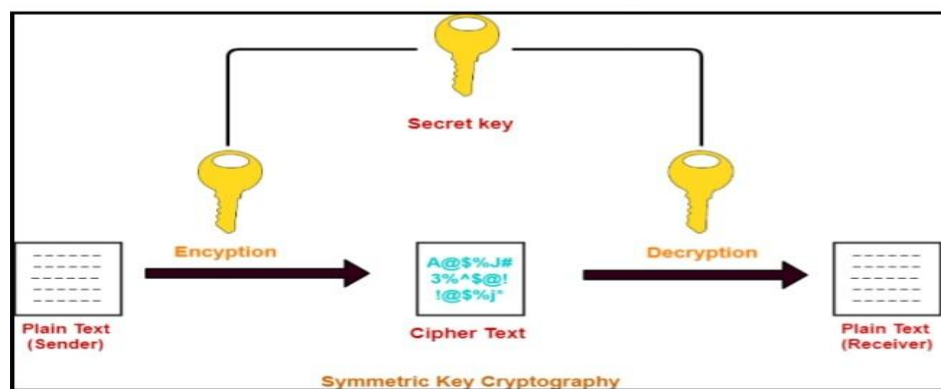 Secret key
Encyption
Decryption
A@$%J#
3%^$@!
!@$%j*
Plain Text
(Sender)
Cipher Text
Plain Text
(Receiver)
Symmetric Key Cryptography